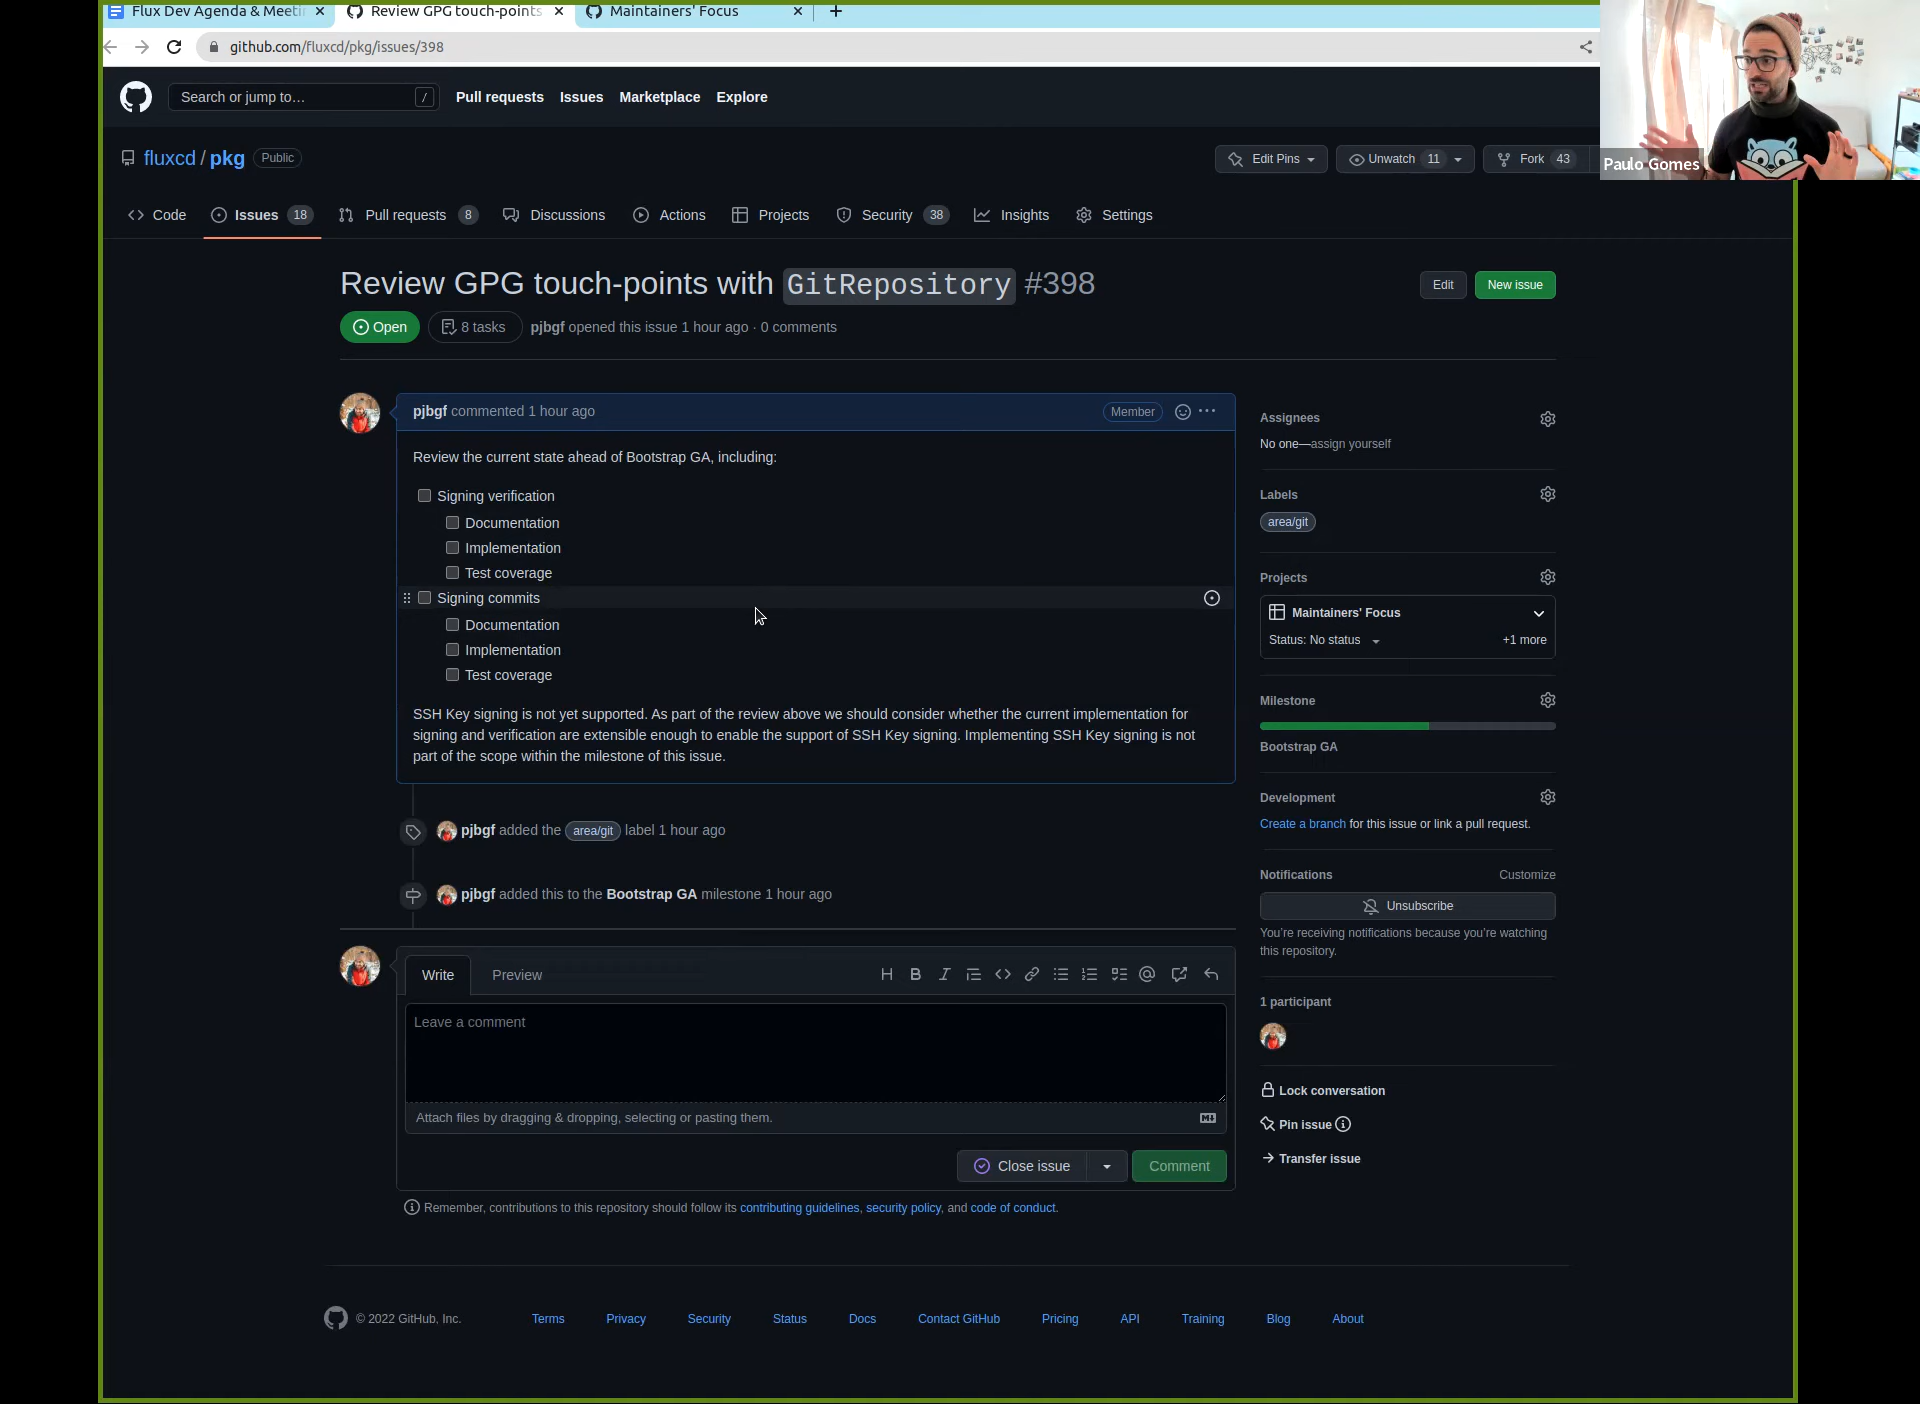 Flux Dev Agenda & Meetin
Review GPG touch-points
Maintainers' Focus
github.com/fluxcd/pkg/issues/398
Paulo Gomes
Search or jump to…
/
Pull requests
Issues
Marketplace
Explore
fluxcd / pkg
Public
Edit Pins
Unwatch 11
Fork 43
Code
Issues 18
Pull requests 8
Discussions
Actions
Projects
Security 38
Insights
Settings
Review GPG touch-points with GitRepository #398
Edit
New issue
Open
8 tasks
pjbgf opened this issue 1 hour ago · 0 comments
pjbgf commented 1 hour ago
Member
Review the current state ahead of Bootstrap GA, including:
Signing verification
Documentation
Implementation
Test coverage
Signing commits
Documentation
Implementation
Test coverage
SSH Key signing is not yet supported. As part of the review above we should consider whether the current implementation for
signing and verification are extensible enough to enable the support of SSH Key signing. Implementing SSH Key signing is not
part of the scope within the milestone of this issue.
pjbgf added the area/git label 1 hour ago
pjbgf added this to the Bootstrap GA milestone 1 hour ago
Write
Preview
Leave a comment
Attach files by dragging & dropping, selecting or pasting them.
Close issue
Comment
Remember, contributions to this repository should follow its contributing guidelines, security policy, and code of conduct.
Assignees
No one—assign yourself
Labels
area/git
Projects
Maintainers' Focus
Status: No status
+1 more
Milestone
Bootstrap GA
Development
Create a branch for this issue or link a pull request.
Notifications
Customize
Unsubscribe
You're receiving notifications because you're watching
this repository.
1 participant
Lock conversation
Pin issue
Transfer issue
© 2022 GitHub, Inc.
Terms
Privacy
Security
Status
Docs
Contact GitHub
Pricing
API
Training
Blog
About